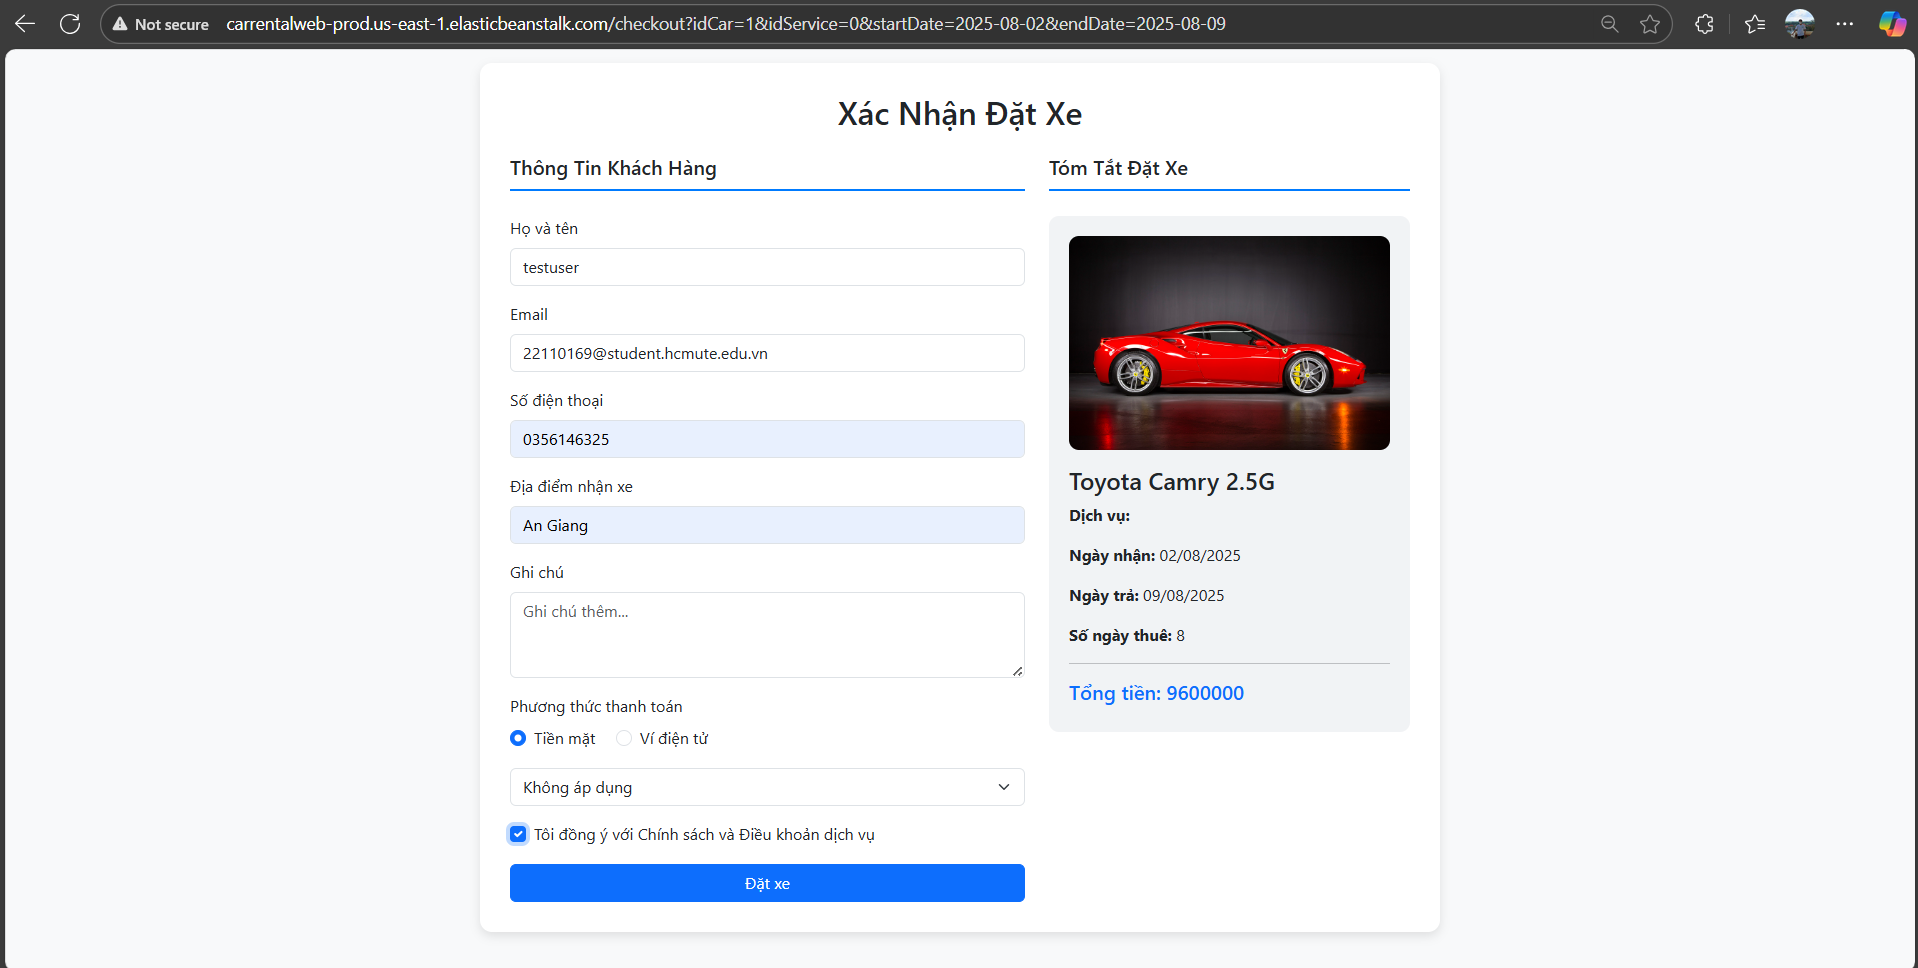 Not secure
carrentalweb-prod.us-east-1.elasticbeanstalk.com/checkout?idCar=1&idService=0&startDate=2025-08-02&endDate=2025-08-09
Xác Nhận Đặt Xe
Thông Tin Khách Hàng
Họ và tên
testuser
Email
22110169@student.hcmute.edu.vn
Số điện thoại
0356146325
Địa điểm nhận xe
An Giang
Ghi chú
Ghi chú thêm...
Phương thức thanh toán
Tiền mặt
Ví điện tử
Không áp dụng
Tôi đồng ý với Chính sách và Điều khoản dịch vụ
Đặt xe
Tóm Tắt Đặt Xe
Toyota Camry 2.5G
Dịch vụ:
Ngày nhận: 02/08/2025
Ngày trả: 09/08/2025
Số ngày thuê: 8
Tổng tiền: 9600000